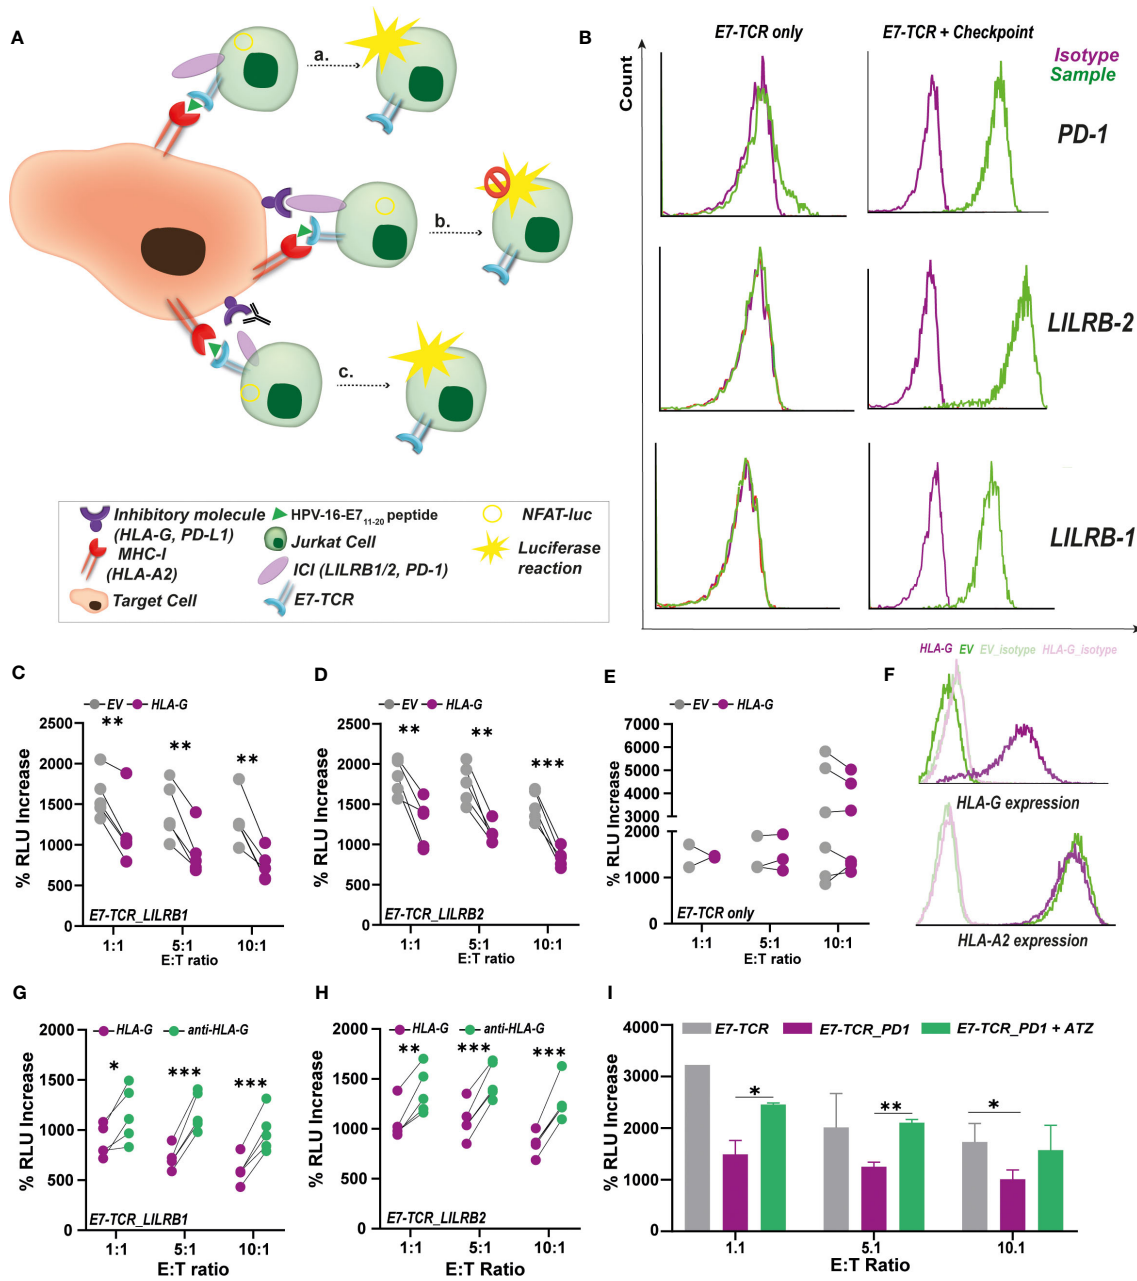 A
a.
b.
c.
Inhibitory molecule
(HLA-G, PD-L1)
MHC-I
(HLA-A2)
Target Cell
HPV-16-E7₁₁₋₂₀ peptide
Jurkat Cell
ICI (LILRB1/2, PD-1)
E7-TCR
NFAT-luc
Luciferase
reaction
B
E7-TCR only
E7-TCR + Checkpoint
Isotype
Sample
Count
PD-1
LILRB-2
LILRB-1
C
EV HLA-G
% RLU Increase
2500
2000
1500
1000
500
0
** ** **
E7-TCR_LILRB1
1:1 5:1 10:1
E:T ratio
D
EV HLA-G
% RLU Increase
2500
2000
1500
1000
500
0
** ** ***
E7-TCR_LILRB2
1:1 5:1 10:1
E:T ratio
E
EV HLA-G
% RLU Increase
7000
6000
5000
4000
3000
2000
1000
0
E7-TCR only
1:1 5:1 10:1
E:T ratio
F
HLA-G EV EV_isotype HLA-G_isotype
HLA-G expression
HLA-A2 expression
G
HLA-G anti-HLA-G
% RLU Increase
2000
1500
1000
500
0
* *** ***
E7-TCR_LILRB1
1:1 5:1 10:1
E:T Ratio
H
HLA-G anti-HLA-G
% RLU Increase
2000
1500
1000
500
0
** *** ***
E7-TCR_LILRB2
1:1 5:1 10:1
E:T Ratio
I
E7-TCR E7-TCR_PD1 E7-TCR_PD1 + ATZ
% RLU Increase
4000
3000
2000
1000
0
* ** *
1:1 5:1 10:1
E:T Ratio